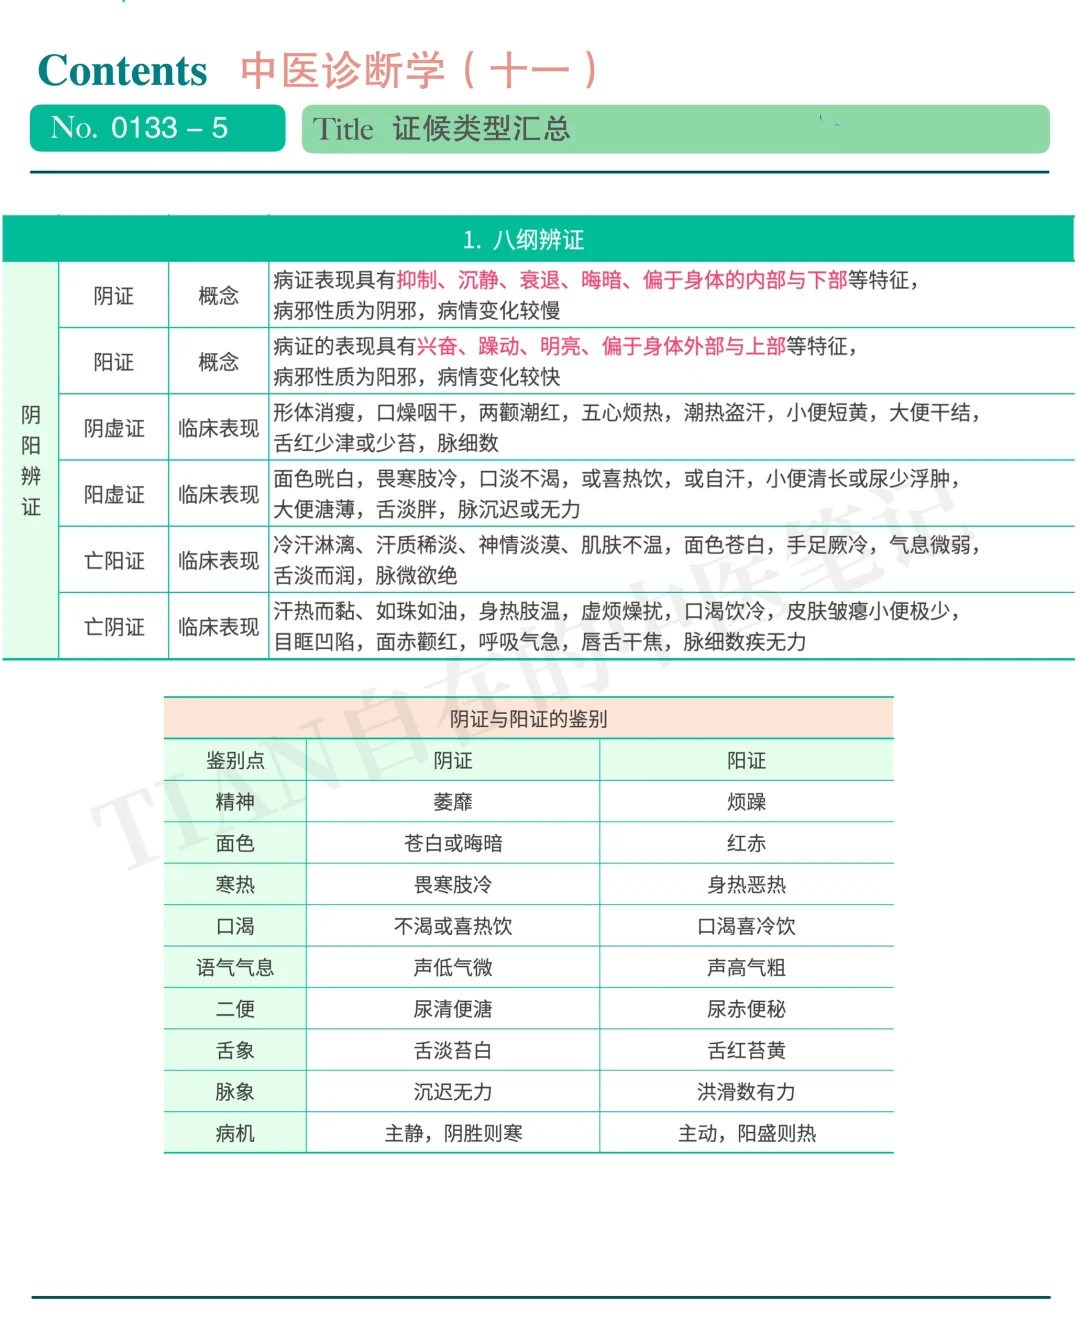 Contents 中医诊断学（十一）
No. 0133 – 5 Title 证候类型汇总
1. 八纲辨证
阴阳辨证
阴证 概念 病证表现具有抑制、沉静、衰退、晦暗、偏于身体的内部与下部等特征，
病邪性质为阴邪，病情变化较慢
阳证 概念 病证的表现具有兴奋、躁动、明亮、偏于身体外部与上部等特征，
病邪性质为阳邪，病情变化较快
阴虚证 临床表现 形体消瘦，口燥咽干，两颧潮红，五心烦热，潮热盗汗，小便短黄，大便干结，
舌红少津或少苔，脉细数
阳虚证 临床表现 面色㿠白，畏寒肢冷，口淡不渴，或喜热饮，或自汗，小便清长或尿少浮肿，
大便溏薄，舌淡胖，脉沉迟或无力
亡阳证 临床表现 冷汗淋漓、汗质稀淡、神情淡漠、肌肤不温，面色苍白，手足厥冷，气息微弱，
舌淡而润，脉微欲绝
亡阴证 临床表现 汗热而黏、如珠如油，身热肢温，虚烦躁扰，口渴饮冷，皮肤皱瘪小便极少，
目眶凹陷，面赤颧红，呼吸气急，唇舌干焦，脉细数疾无力
阴证与阳证的鉴别
鉴别点 阴证 阳证
精神 萎靡 烦躁
面色 苍白或晦暗 红赤
寒热 畏寒肢冷 身热恶热
口渴 不渴或喜热饮 口渴喜冷饮
语气气息 声低气微 声高气粗
二便 尿清便溏 尿赤便秘
舌象 舌淡苔白 舌红苔黄
脉象 沉迟无力 洪滑数有力
病机 主静，阴胜则寒 主动，阳盛则热
TIAN自在的中医笔记